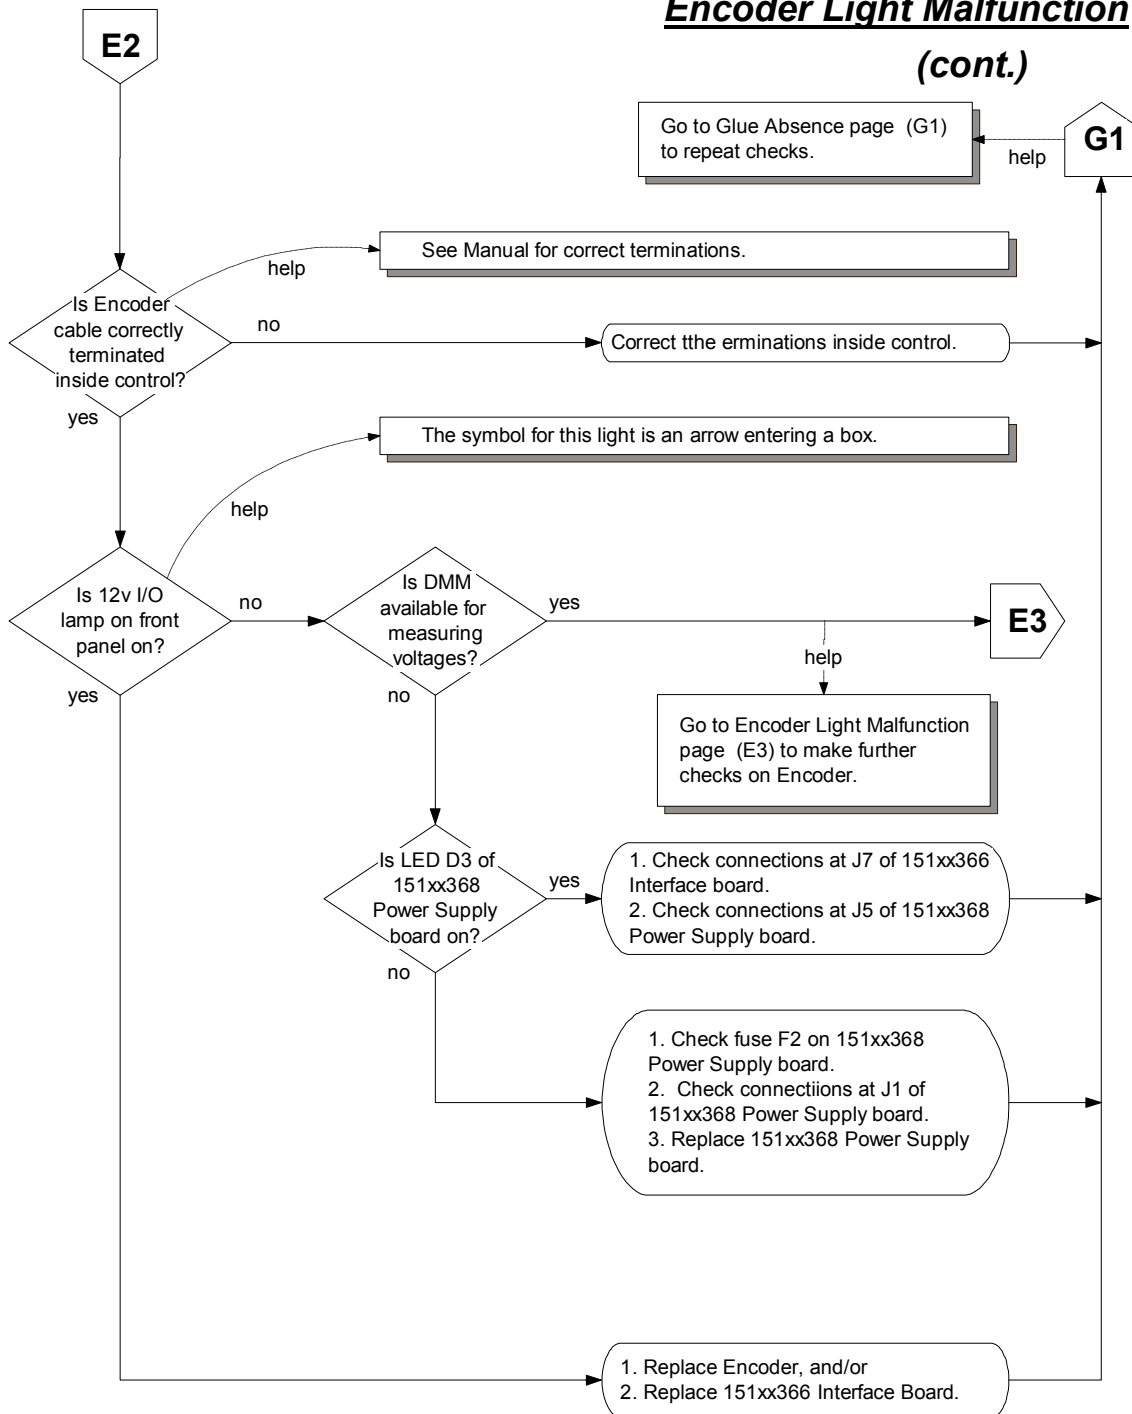 Encoder Light Malfunction
(cont.)
E2
Go to Glue Absence page (G1)
to repeat checks.
help
G1
See Manual for correct terminations.
help
Is Encoder
cable correctly
terminated
inside control?
no
Correct tthe erminations inside control.
yes
The symbol for this light is an arrow entering a box.
help
Is 12v I/O
lamp on front
panel on?
no
Is DMM
available for
measuring
voltages?
yes
E3
help
yes
no
Go to Encoder Light Malfunction
page (E3) to make further
checks on Encoder.
Is LED D3 of
151xx368
Power Supply
board on?
yes
1. Check connections at J7 of 151xx366
Interface board.
2. Check connections at J5 of 151xx368
Power Supply board.
no
1. Check fuse F2 on 151xx368
Power Supply board.
2. Check connectiions at J1 of
151xx368 Power Supply board.
3. Replace 151xx368 Power Supply
board.
1. Replace Encoder, and/or
2. Replace 151xx366 Interface Board.